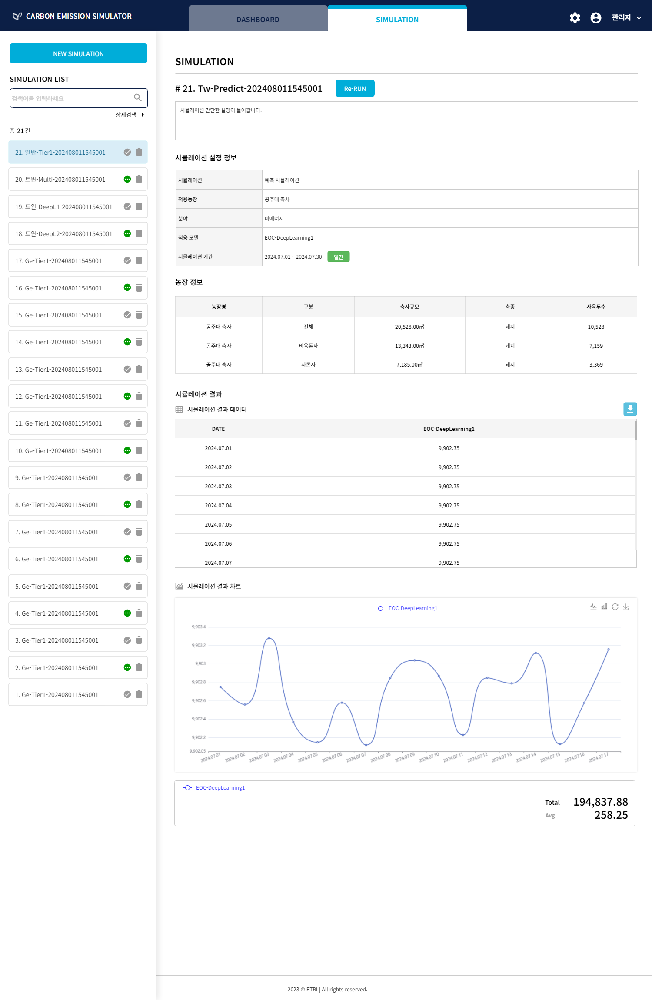 CARBON EMISSION SIMULATOR
DASHBOARD
SIMULATION
관리자
NEW SIMULATION
SIMULATION LIST
검색어를 입력하세요
상세검색
총 21건
21. 일반-Tier1-202408011545001
20. 트윈-Multi-202408011545001
19. 트윈-DeepL1-202408011545001
18. 트윈-DeepL2-202408011545001
17. Ge-Tier1-202408011545001
16. Ge-Tier1-202408011545001
15. Ge-Tier1-202408011545001
14. Ge-Tier1-202408011545001
13. Ge-Tier1-202408011545001
12. Ge-Tier1-202408011545001
11. Ge-Tier1-202408011545001
10. Ge-Tier1-202408011545001
9. Ge-Tier1-202408011545001
8. Ge-Tier1-202408011545001
7. Ge-Tier1-202408011545001
6. Ge-Tier1-202408011545001
5. Ge-Tier1-202408011545001
4. Ge-Tier1-202408011545001
3. Ge-Tier1-202408011545001
2. Ge-Tier1-202408011545001
1. Ge-Tier1-202408011545001
SIMULATION
# 21. Tw-Predict-202408011545001 Re-RUN
시뮬레이션 간단한 설명이 들어갑니다.
시뮬레이션 설정 정보
시뮬레이션 예측 시뮬레이션
적용농장 공주대 축사
분야 비에너지
적용 모델 EOC-DeepLearning1
시뮬레이션 기간 2024.07.01 ~ 2024.07.30 일간
농장 정보
농장명 구분 축사규모 축종 사육두수
공주대 축사 전체 20,528.00㎡ 돼지 10,528
공주대 축사 비육돈사 13,343.00㎡ 돼지 7,159
공주대 축사 자돈사 7,185.00㎡ 돼지 3,369
시뮬레이션 결과
시뮬레이션 결과 데이터
DATE EOC-DeepLearning1
2024.07.01 9,902.75
2024.07.02 9,902.75
2024.07.03 9,902.75
2024.07.04 9,902.75
2024.07.05 9,902.75
2024.07.06 9,902.75
2024.07.07 9,902.75
시뮬레이션 결과 차트
EOC-DeepLearning1
9,903.4
9,903.2
9,903
9,902.8
9,902.6
9,902.4
9,902.2
9,902.05
2024.07.01 2024.07.02 2024.07.03 2024.07.04 2024.07.05 2024.07.06 2024.07.07 2024.07.08 2024.07.09 2024.07.10 2024.07.11 2024.07.12 2024.07.13 2024.07.14 2024.07.15 2024.07.16 2024.07.17
EOC-DeepLearning1
Total 194,837.88
Avg. 258.25
2023 © ETRI | All rights reserved.